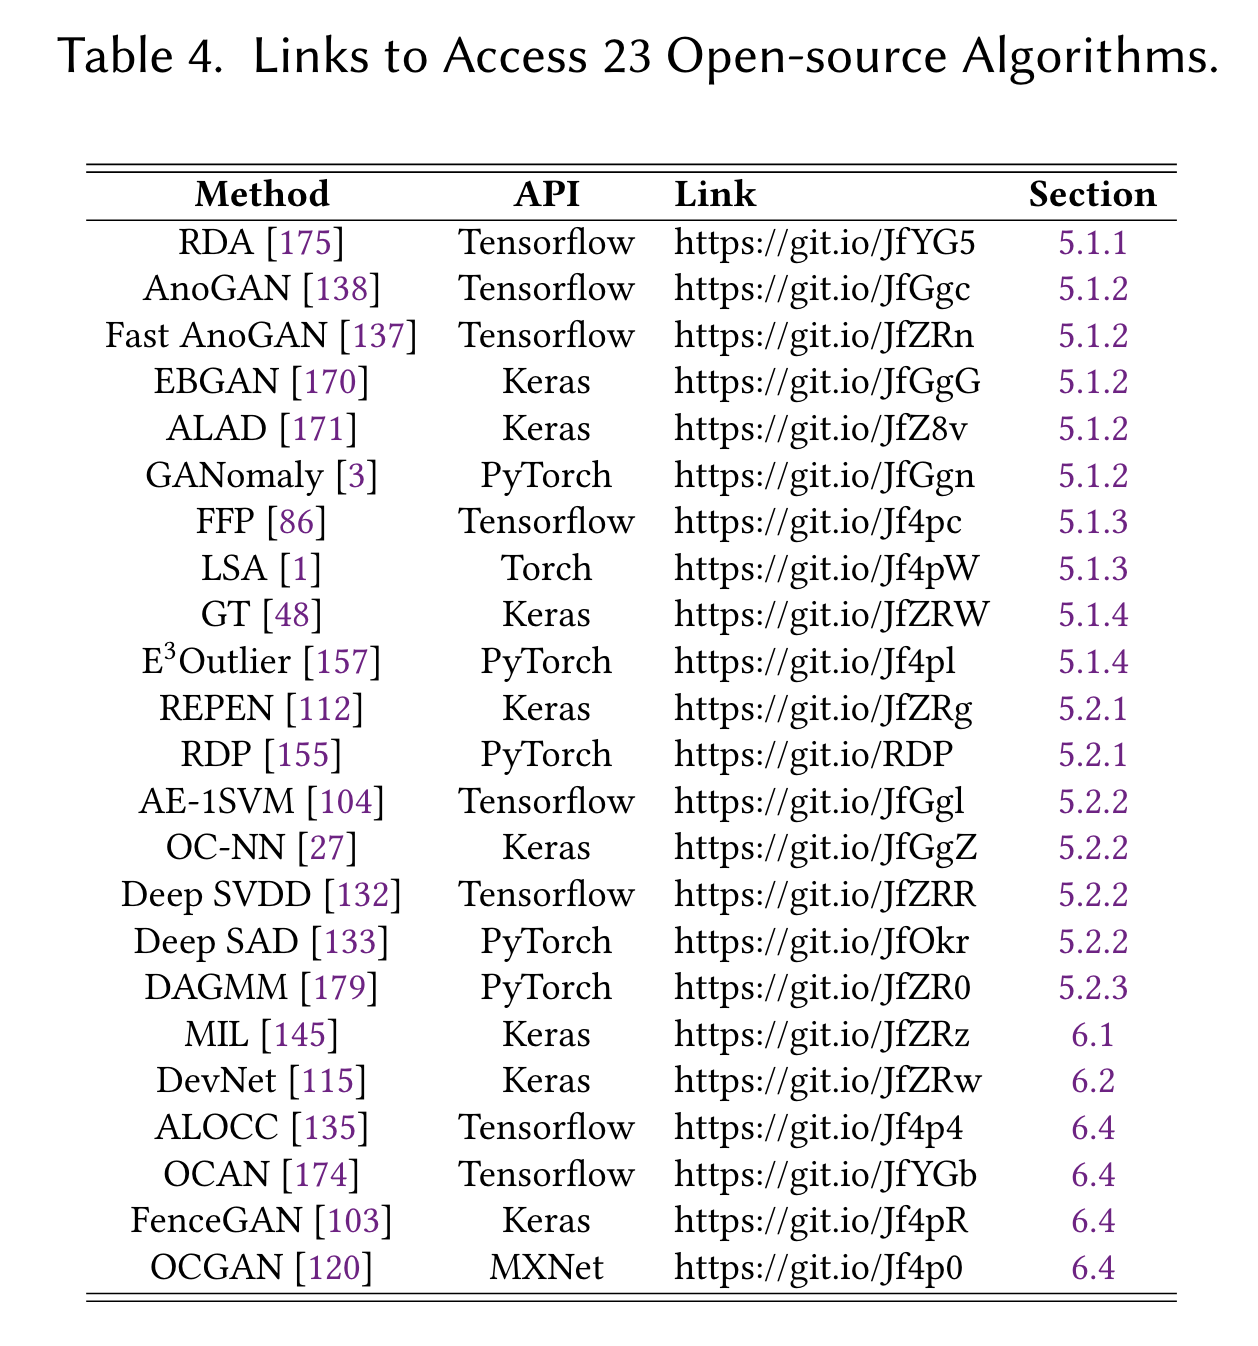 Table 4. Links to Access 23 Open-source Algorithms.
Method API Link Section
RDA [175] Tensorflow https://git.io/JfYG5 5.1.1
AnoGAN [138] Tensorflow https://git.io/JfGgc 5.1.2
Fast AnoGAN [137] Tensorflow https://git.io/JfZRn 5.1.2
EBGAN [170] Keras https://git.io/JfGgG 5.1.2
ALAD [171] Keras https://git.io/JfZ8v 5.1.2
GANomaly [3] PyTorch https://git.io/JfGgn 5.1.2
FFP [86] Tensorflow https://git.io/Jf4pc 5.1.3
LSA [1] Torch https://git.io/Jf4pW 5.1.3
GT [48] Keras https://git.io/JfZRW 5.1.4
E³Outlier [157] PyTorch https://git.io/Jf4pl 5.1.4
REPEN [112] Keras https://git.io/JfZRg 5.2.1
RDP [155] PyTorch https://git.io/RDP 5.2.1
AE-1SVM [104] Tensorflow https://git.io/JfGgl 5.2.2
OC-NN [27] Keras https://git.io/JfGgZ 5.2.2
Deep SVDD [132] Tensorflow https://git.io/JfZRR 5.2.2
Deep SAD [133] PyTorch https://git.io/JfOkr 5.2.2
DAGMM [179] PyTorch https://git.io/JfZR0 5.2.3
MIL [145] Keras https://git.io/JfZRz 6.1
DevNet [115] Keras https://git.io/JfZRw 6.2
ALOCC [135] Tensorflow https://git.io/Jf4p4 6.4
OCAN [174] Tensorflow https://git.io/JfYGb 6.4
FenceGAN [103] Keras https://git.io/Jf4pR 6.4
OCGAN [120] MXNet https://git.io/Jf4p0 6.4